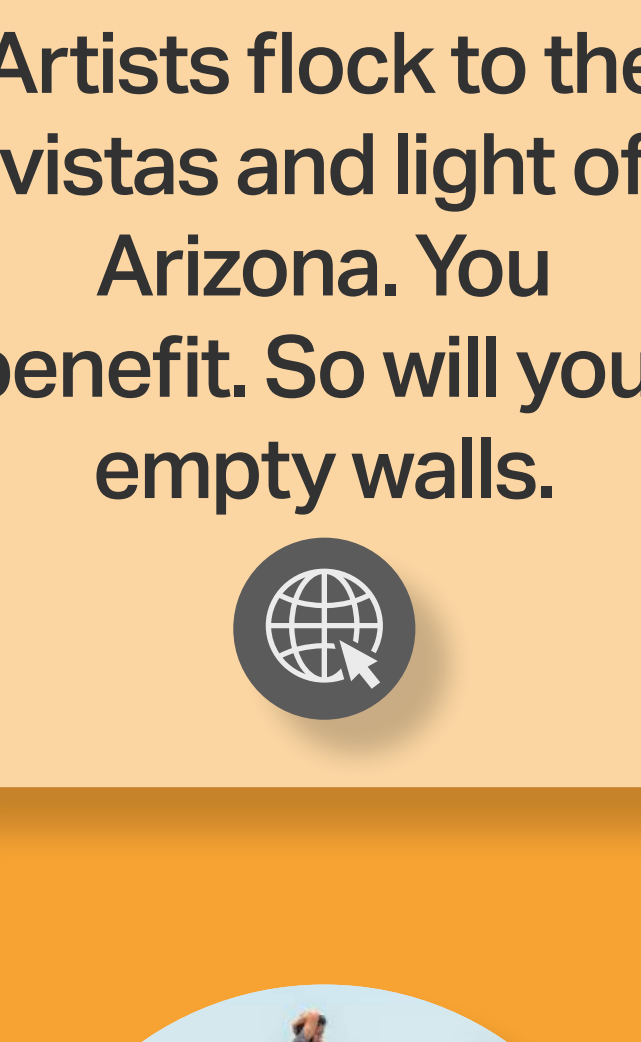 Artists flock to the
vistas and light of
Arizona. You
benefit. So will you
empty walls.